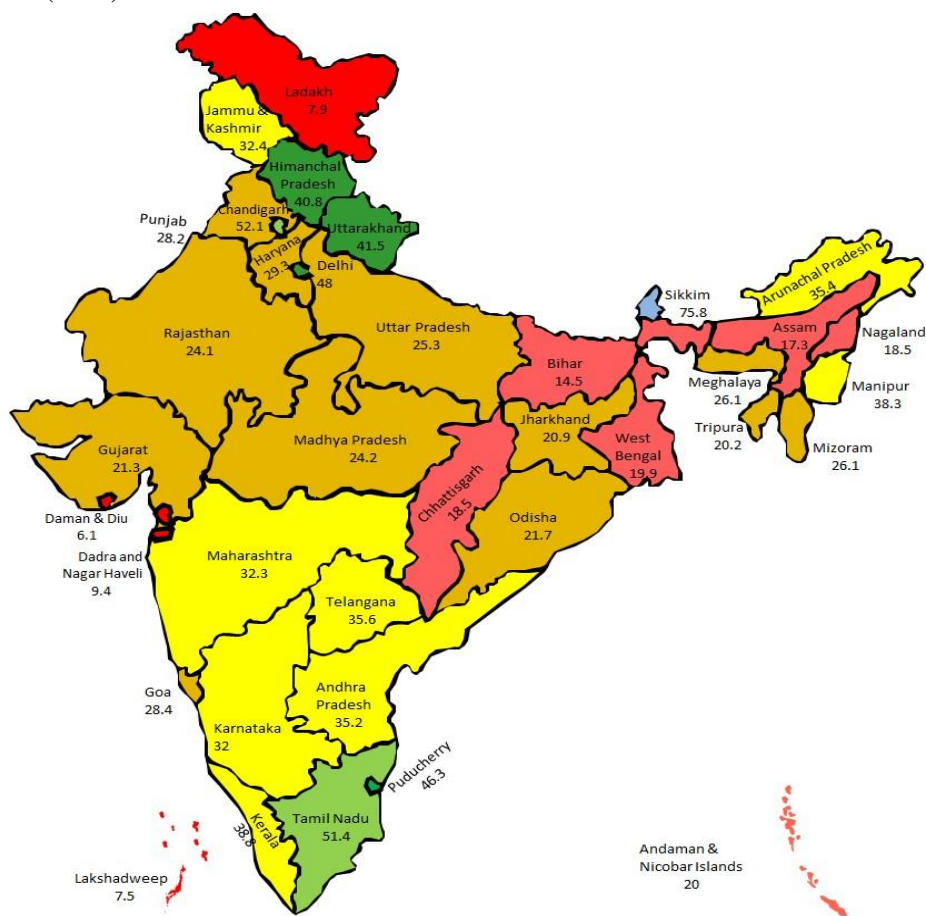 Ladakh
7.9
Jammu &
Kashmir
32.4
Himanchal
Pradesh
40.8
Chandigarh
52.1
Punjab
28.2
Uttarakhand
41.5
Haryana
29.3
Delhi
48
Rajasthan
24.1
Uttar Pradesh
25.3
Sikkim
75.8
Arunachal Pradesh
35.4
Assam
17.3
Nagaland
18.5
Bihar
14.5
Meghalaya
26.1
Manipur
38.3
Tripura
20.2
Mizoram
26.1
Gujarat
21.3
Madhya Pradesh
24.2
Jharkhand
20.9
West
Bengal
19.9
Chhattisgarh
18.5
Odisha
21.7
Daman & Diu
6.1
Dadra and
Nagar Haveli
9.4
Maharashtra
32.3
Telangana
35.6
Goa
28.4
Karnataka
32
Andhra
Pradesh
35.2
Puducherry
46.3
Kerala
38.8
Tamil Nadu
51.4
Lakshadweep
7.5
Andaman &
Nicobar Islands
20